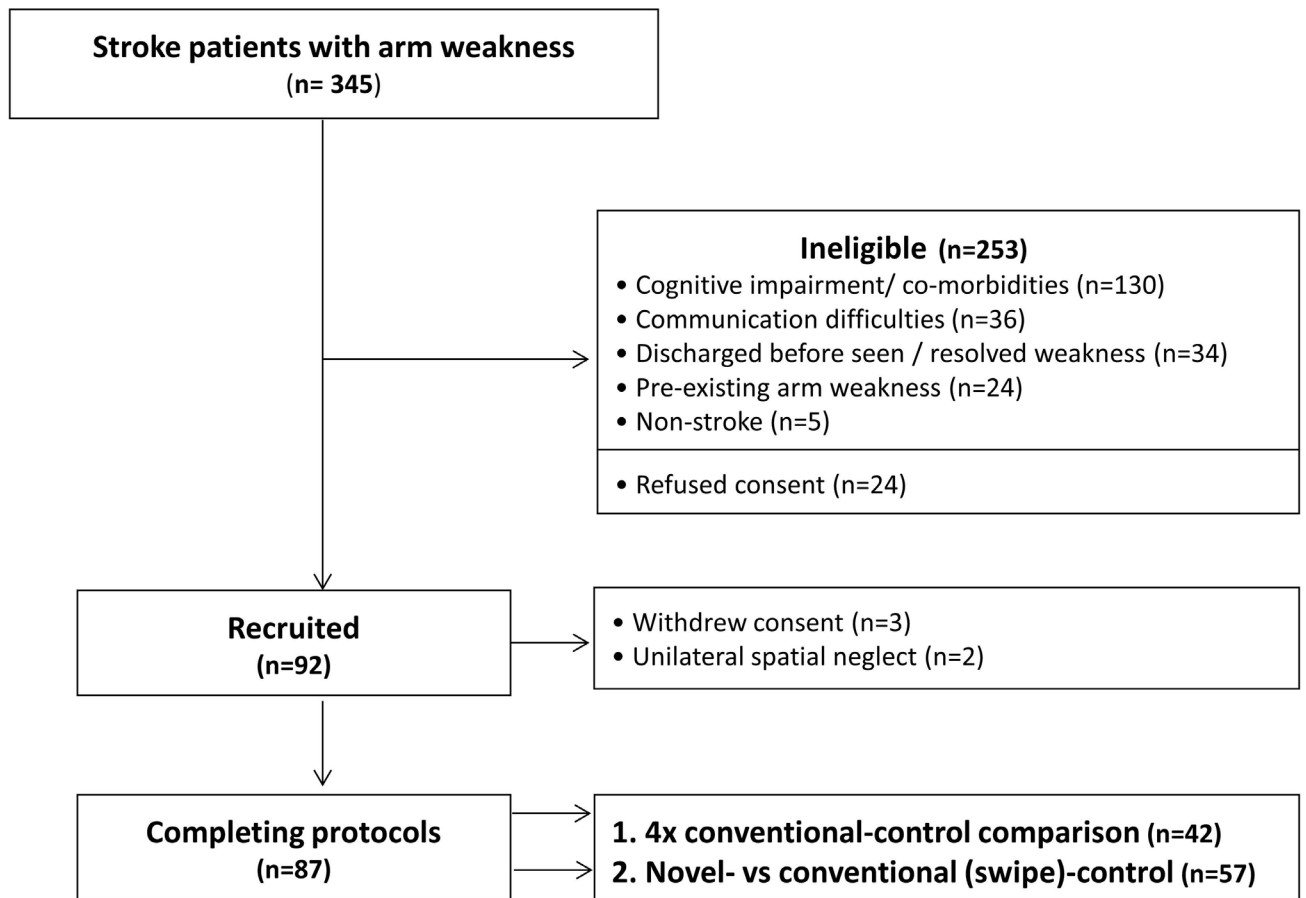 Stroke patients with arm weakness
(n= 345)
Ineligible (n=253)
• Cognitive impairment/ co-morbidities (n=130)
• Communication difficulties (n=36)
• Discharged before seen / resolved weakness (n=34)
• Pre-existing arm weakness (n=24)
• Non-stroke (n=5)
• Refused consent (n=24)
Recruited
(n=92)
• Withdrew consent (n=3)
• Unilateral spatial neglect (n=2)
Completing protocols
(n=87)
1. 4x conventional-control comparison (n=42)
2. Novel- vs conventional (swipe)-control (n=57)